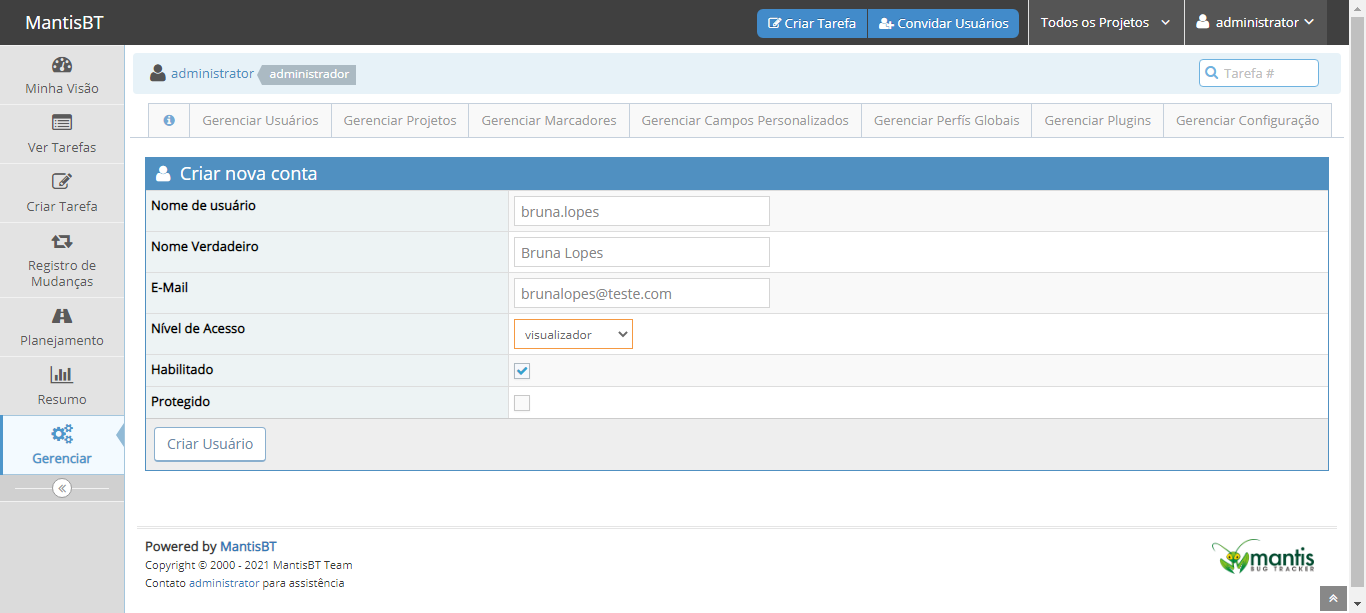 MantisBT
Criar Tarefa
Convidar Usuários
Todos os Projetos
administrator
Minha Visão
Ver Tarefas
Criar Tarefa
Registro de
Mudanças
Planejamento
Resumo
Gerenciar
administrator administrador
Tarefa #
Gerenciar Usuários
Gerenciar Projetos
Gerenciar Marcadores
Gerenciar Campos Personalizados
Gerenciar Perfís Globais
Gerenciar Plugins
Gerenciar Configuração
Criar nova conta
Nome de usuário
bruna.lopes
Nome Verdadeiro
Bruna Lopes
E-Mail
brunalopes@teste.com
Nível de Acesso
visualizador
Habilitado
Protegido
Criar Usuário
Powered by MantisBT
Copyright © 2000 - 2021 MantisBT Team
Contato administrator para assistência
mantis
BUG TRACKER